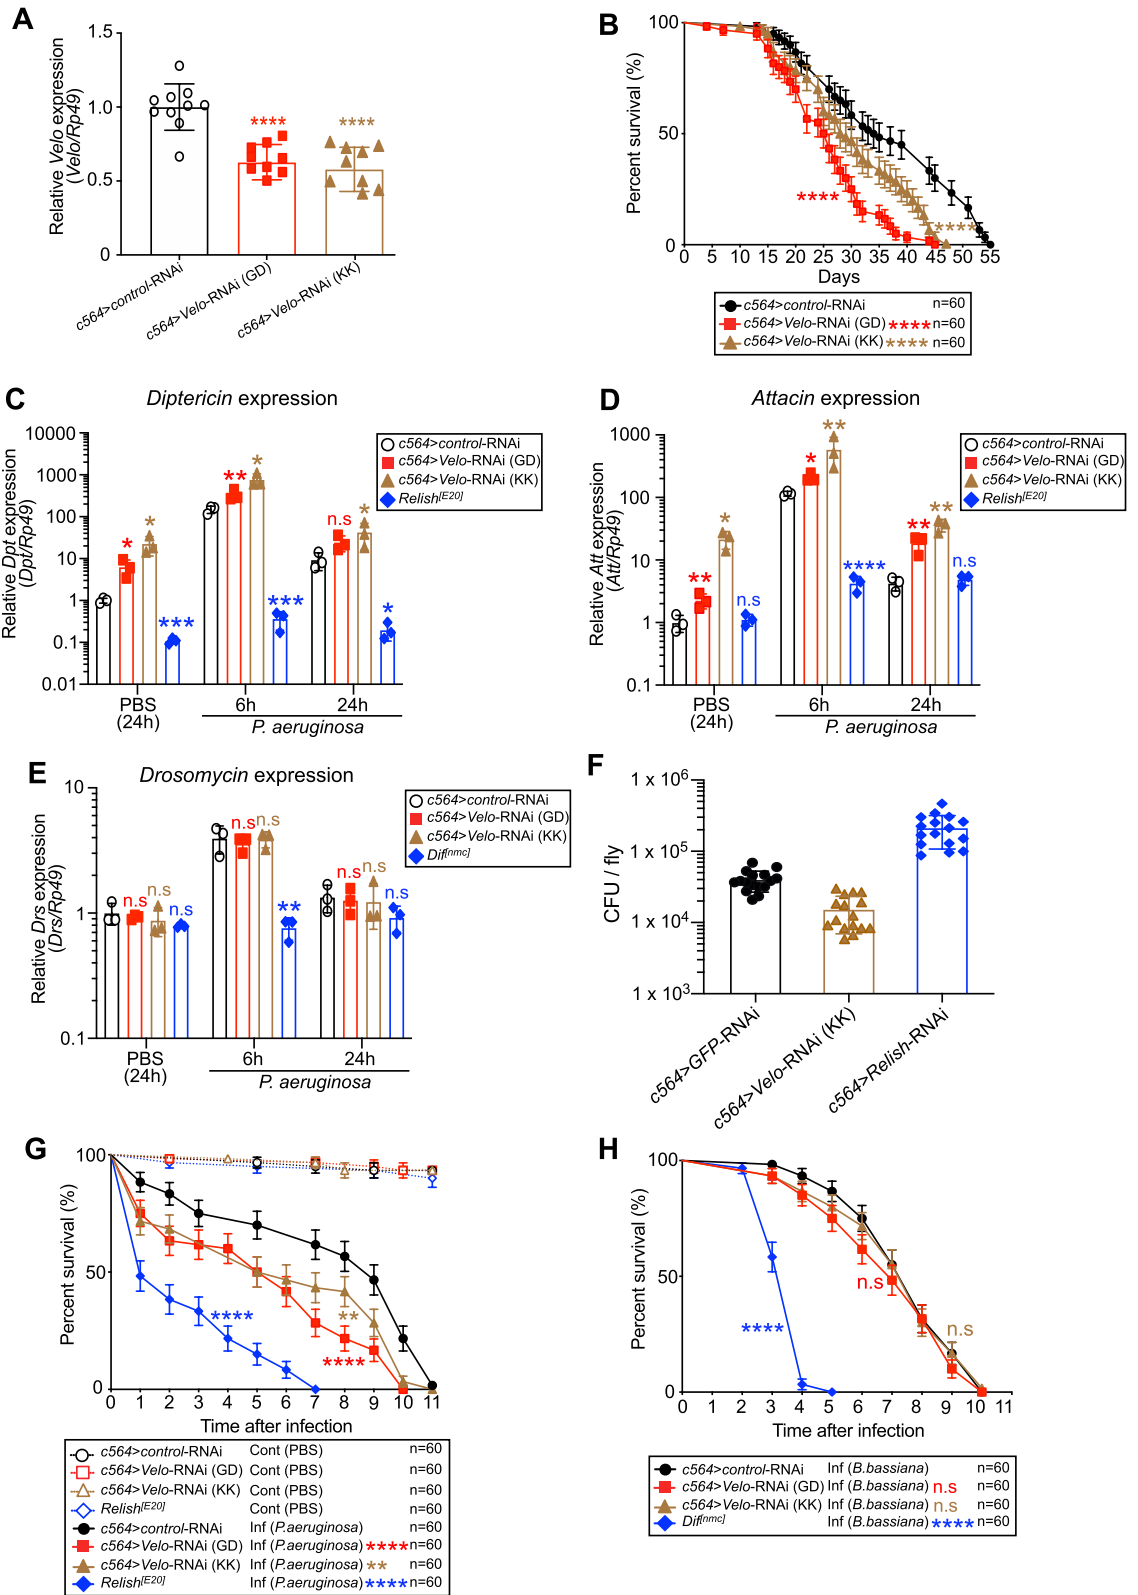 A
Relative Velo expression
(Velo/Rp49)
1.5
1.0
0.5
0
****
****
c564>control-RNAi
c564>Velo-RNAi (GD)
c564>Velo-RNAi (KK)
B
Percent survival (%)
100
50
0
****
****
0 5 10 15 20 25 30 35 40 45 50 55
Days
c564>control-RNAi n=60
c564>Velo-RNAi (GD) **** n=60
c564>Velo-RNAi (KK) **** n=60
C
Diptericin expression
Relative Dpt expression
(Dpt/Rp49)
10000
1000
100
10
1
0.1
0.01
* * ***
** * ***
n.s * *
c564>control-RNAi
c564>Velo-RNAi (GD)
c564>Velo-RNAi (KK)
Relish[E20]
PBS
(24h)
6h
24h
P. aeruginosa
D
Attacin expression
Relative Att expression
(Att/Rp49)
1000
100
10
1
0.1
** * n.s
* ** ****
** ** n.s
c564>control-RNAi
c564>Velo-RNAi (GD)
c564>Velo-RNAi (KK)
Relish[E20]
PBS
(24h)
6h
24h
P. aeruginosa
E
Drosomycin expression
Relative Drs expression
(Drs/Rp49)
10
1
0.1
n.s n.s n.s
n.s n.s **
n.s n.s n.s
c564>control-RNAi
c564>Velo-RNAi (GD)
c564>Velo-RNAi (KK)
Dif[nmc]
PBS
(24h)
6h
24h
P. aeruginosa
F
CFU / fly
1 x 10⁶
1 x 10⁵
1 x 10⁴
1 x 10³
c564>GFP-RNAi
c564>Velo-RNAi (KK)
c564>Relish-RNAi
G
Percent survival (%)
100
50
0
****
**
****
0 1 2 3 4 5 6 7 8 9 10 11
Time after infection
c564>control-RNAi Cont (PBS) n=60
c564>Velo-RNAi (GD) Cont (PBS) n=60
c564>Velo-RNAi (KK) Cont (PBS) n=60
Relish[E20] Cont (PBS) n=60
c564>control-RNAi Inf (P.aeruginosa) n=60
c564>Velo-RNAi (GD) Inf (P.aeruginosa) **** n=60
c564>Velo-RNAi (KK) Inf (P.aeruginosa) ** n=60
Relish[E20] Inf (P.aeruginosa) **** n=60
H
Percent survival (%)
100
50
0
****
n.s
n.s
0 1 2 3 4 5 6 7 8 9 10 11
Time after infection
c564>control-RNAi Inf (B.bassiana) n=60
c564>Velo-RNAi (GD) Inf (B.bassiana) n.s n=60
c564>Velo-RNAi (KK) Inf (B.bassiana) n.s n=60
Dif[nmc] Inf (B.bassiana) **** n=60